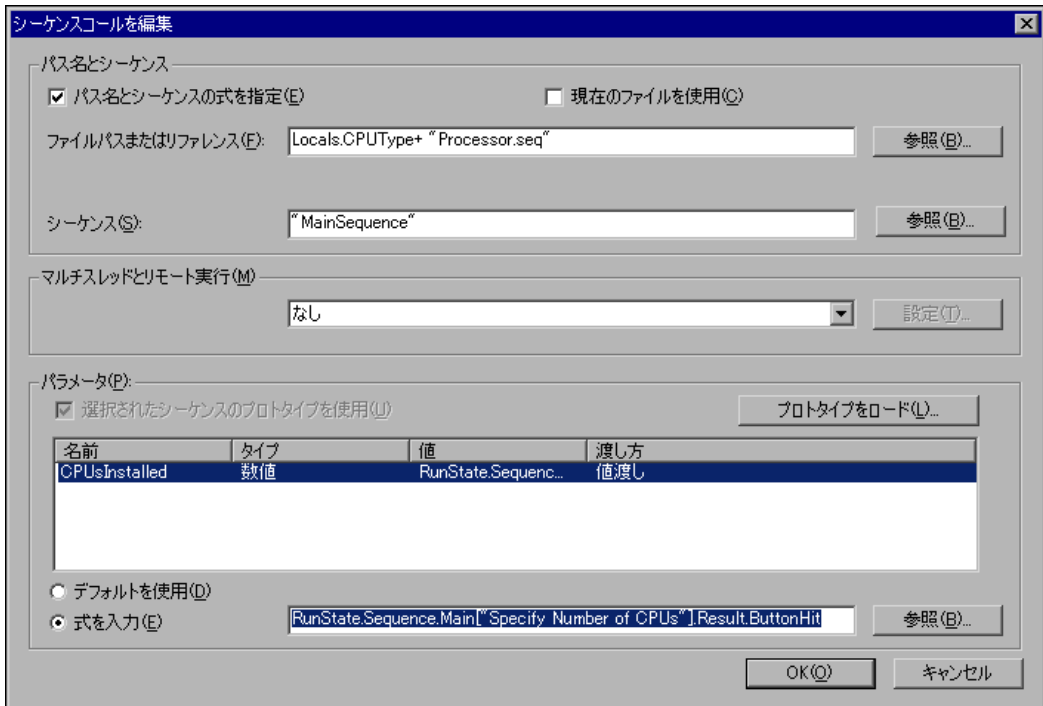 シーケンスコールを編集
パス名とシーケンス
パス名とシーケンスの式を指定(E) 現在のファイルを使用(C)
ファイルパスまたはリファレンス(F): Locals.CPUType+ "Processor.seq" 参照(B)...
シーケンス(S): "MainSequence" 参照(B)...
マルチスレッドとリモート実行(M)
なし 設定(T)...
パラメータ(P):
選択されたシーケンスのプロトタイプを使用(U) プロトタイプをロード(L)...
名前 タイプ 値 渡し方
CPUsInstalled 数値 RunState.Sequenc... 値渡し
デフォルトを使用(D)
式を入力(E) RunState.Sequence.Main["Specify Number of CPUs"].Result.ButtonHit 参照(B)...
OK(O) キャンセル